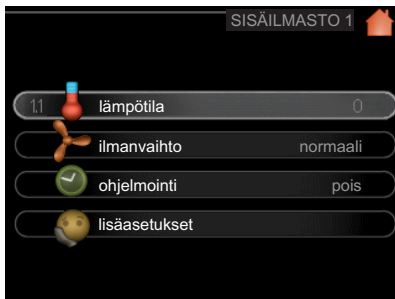 SISÄILMASTO 1
1.1 lämpötila 0
ilmanvaihto normaali
ohjelmointi pois
lisäasetukset